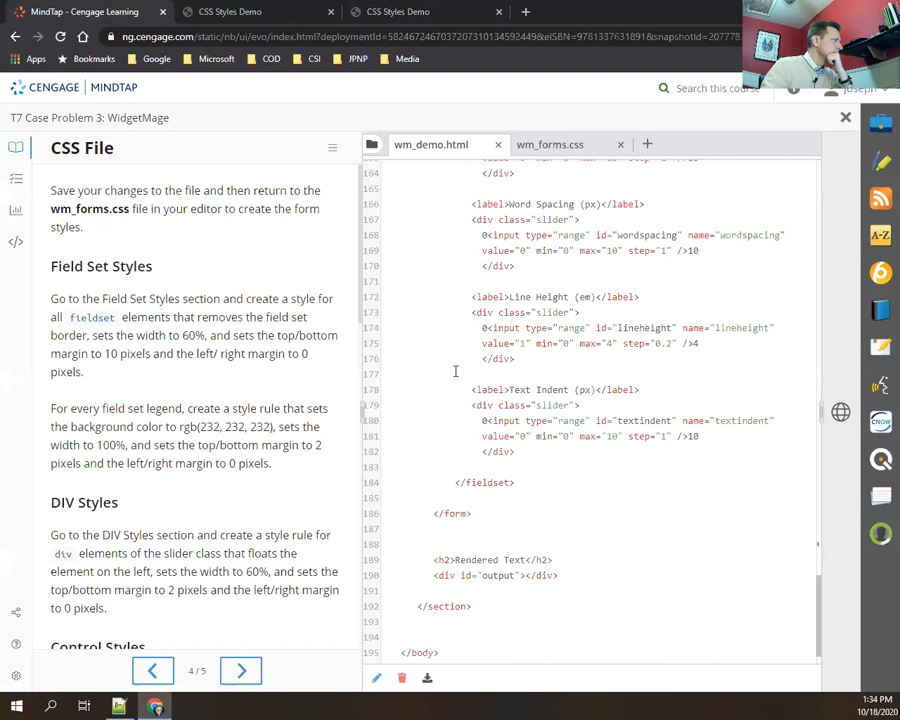 MindTap - Cengage Learning
CSS Styles Demo
CSS Styles Demo
ng.cengage.com/static/nb/ui/evo/index.html?deploymentId=5824672467037207310134592449&eISBN=9781337631891&snapshotId=207778
Apps Bookmarks Google Microsoft COD CSI JPNP Media
CENGAGE MINDTAP
Search this course
T7 Case Problem 3: WidgetMage
CSS File
Save your changes to the file and then return to the
wm_forms.css file in your editor to create the form
styles.
Field Set Styles
Go to the Field Set Styles section and create a style for
all fieldset elements that removes the field set
border, sets the width to 60%, and sets the top/bottom
margin to 10 pixels and the left/ right margin to 0
pixels.
For every field set legend, create a style rule that sets
the background color to rgb(232, 232, 232), sets the
width to 100%, and sets the top/bottom margin to 2
pixels and the left/right margin to 0 pixels.
DIV Styles
Go to the DIV Styles section and create a style rule for
div elements of the slider class that floats the
element on the left, sets the width to 60%, and sets the
top/bottom margin to 2 pixels and the left/right margin
to 0 pixels.
Control Styles
4/5
wm_demo.html
wm_forms.css
164 </div>
165
166 <label>Word Spacing (px)</label>
167 <div class="slider">
168 0<input type="range" id="wordspacing" name="wordspacing"
169 value="0" min="0" max="10" step="1" />10
170 </div>
171
172 <label>Line Height (em)</label>
173 <div class="slider">
174 0<input type="range" id="lineheight" name="lineheight"
175 value="1" min="0" max="4" step="0.2" />4
176 </div>
177
178 <label>Text Indent (px)</label>
179 <div class="slider">
180 0<input type="range" id="textindent" name="textindent"
181 value="0" min="0" max="10" step="1" />10
182 </div>
183
184 </fieldset>
185
186 </form>
187
188
189 <h2>Rendered Text</h2>
190 <div id="output"></div>
191
192 </section>
193
194
195 </body>
A-Z
CNOW
1:34 PM
10/18/2020